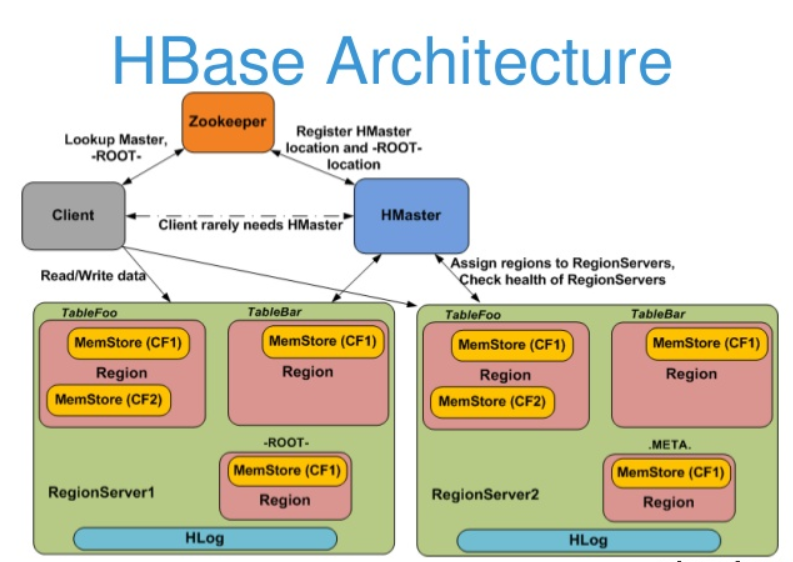 HBase Architecture
Zookeeper
Lookup Master,
-ROOT-
Register HMaster
location and -ROOT-
location
Client
HMaster
Client rarely needs HMaster
Read/Write data
Assign regions to RegionServers,
Check health of RegionServers
TableFoo
MemStore (CF1)
Region
MemStore (CF2)
TableBar
MemStore (CF1)
Region
-ROOT-
MemStore (CF1)
Region
RegionServer1
HLog
TableFoo
MemStore (CF1)
Region
MemStore (CF2)
TableBar
MemStore (CF1)
Region
.META.
MemStore (CF1)
Region
RegionServer2
HLog